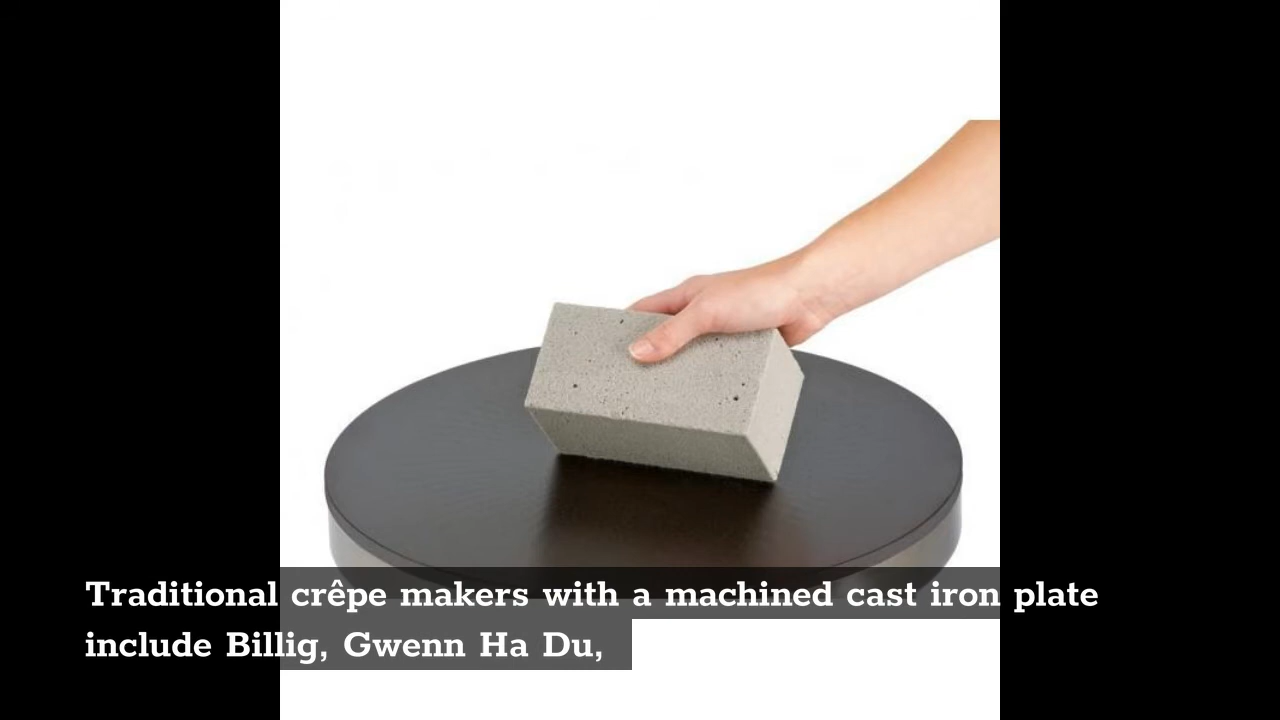 Traditional crêpe makers with a machined cast iron plate
include Billig, Gwenn Ha Du,